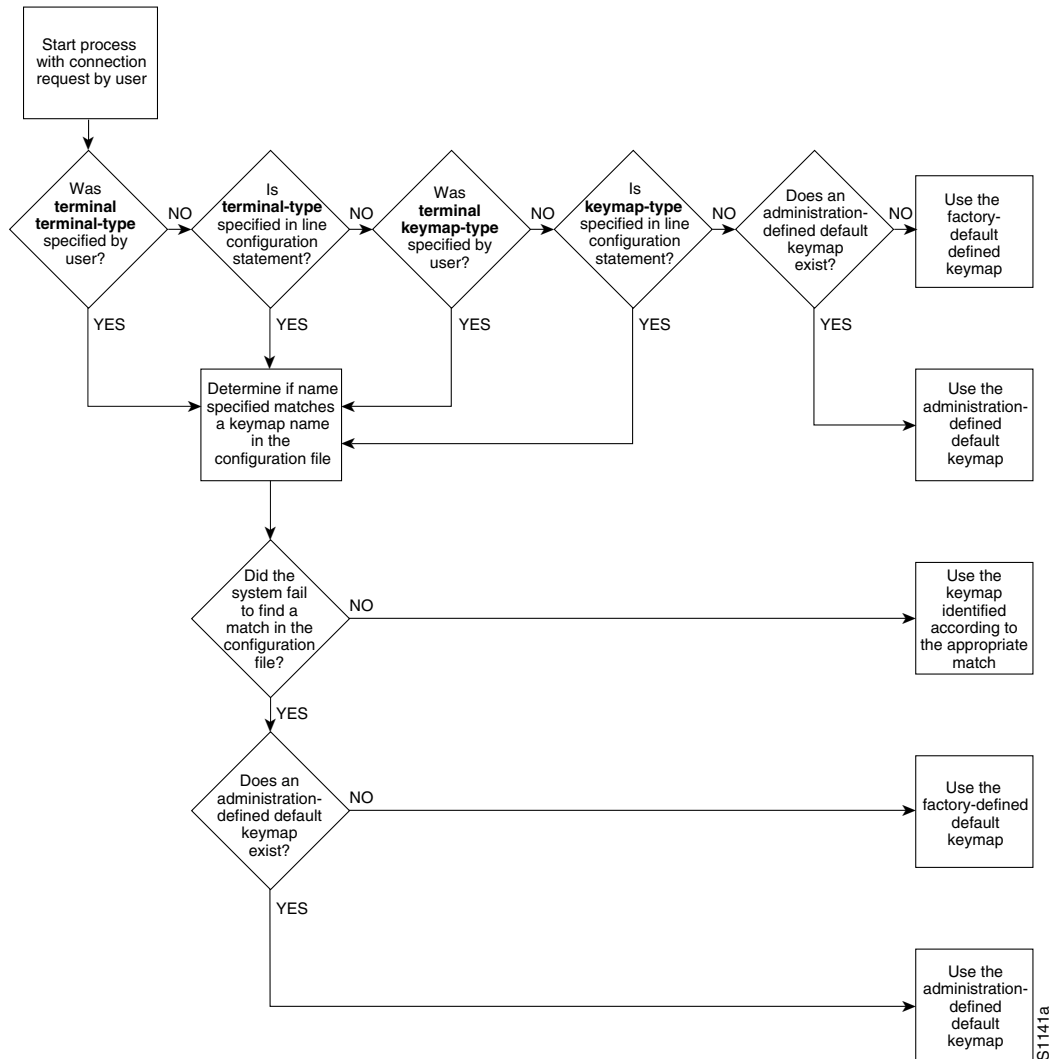 Start process
with connection
request by user
Was
terminal
terminal-type
specified by
user?
NO
YES
Is
terminal-type
specified in line
configuration
statement?
NO
YES
Was
terminal
keymap-type
specified by
user?
NO
YES
Is
keymap-type
specified in line
configuration
statement?
NO
YES
Does an
administration-
defined default
keymap
exist?
NO
YES
Use the
factory-
default
defined
keymap
Determine if name
specified matches
a keymap name
in the
configuration file
Use the
administration-
defined
default
keymap
Did the
system fail
to find a
match in the
configuration
file?
NO
YES
Use the
keymap
identified
according to
the appropriate
match
Does an
administration-
defined default
keymap
exist?
NO
YES
Use the
factory-defined
default
keymap
Use the
administration-
defined
default
keymap
S1141a